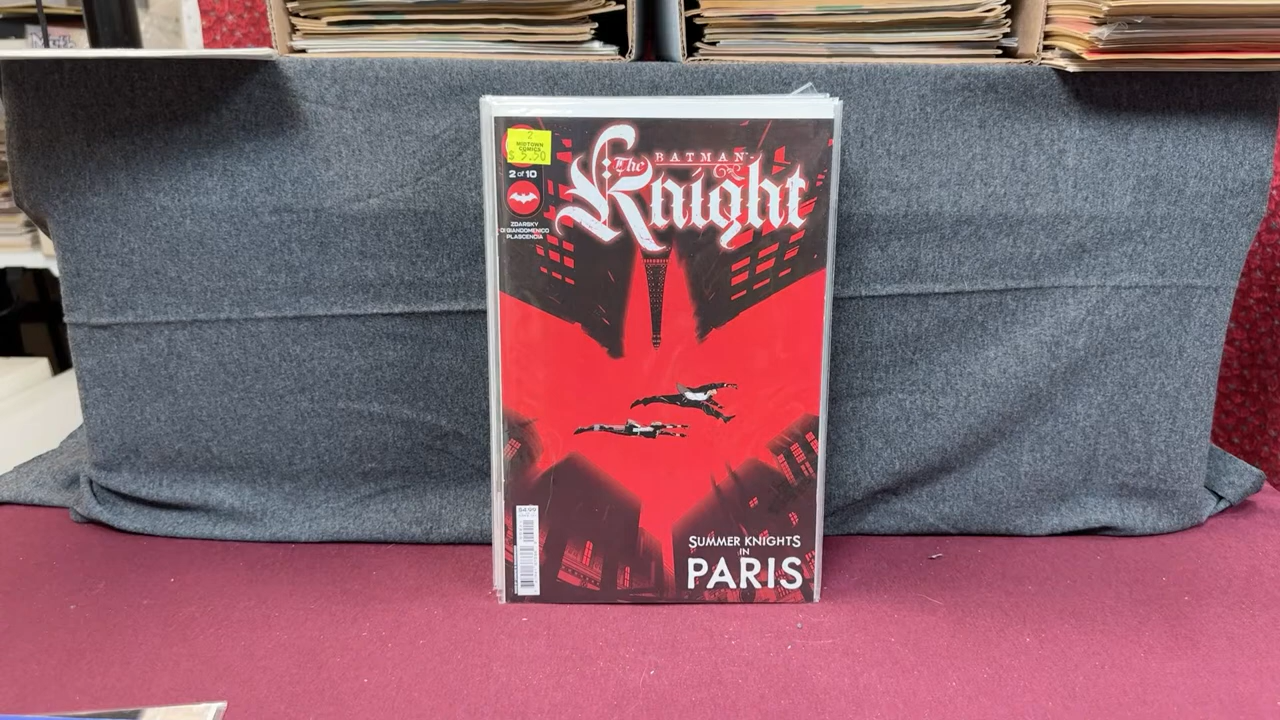 2
MIDTOWN
COMICS
$ 5.50
2 of 10
ZDARSKY
DI GIANDOMENICO
PLASCENCIA
BATMAN
The
Knight
$4.99
SUMMER KNIGHTS
IN
PARIS